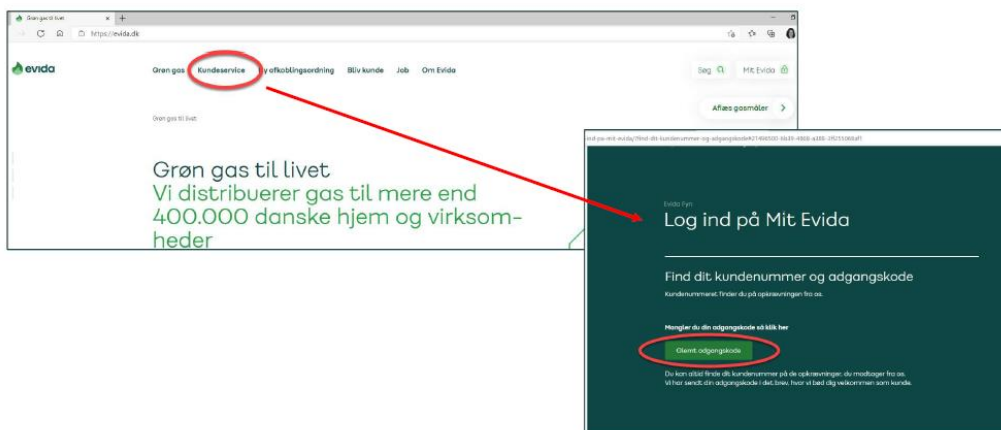 Grøn gas til livet
https://evida.dk
evida
Grøn gas Kundeservice Ny afkoblingsordning Bliv kunde Job Om Evida
Søg Mit Evida
Aflæs gasmåler
Grøn gas til livet
Grøn gas til livet
Vi distribuerer gas til mere end
400.000 danske hjem og virksom-
heder
Evida Fyn
Log ind på Mit Evida
Find dit kundenummer og adgangskode
Kundenummeret finder du på opkrævningen fra os.
Mangler du din adgangskode så klik her
Glemt adgangskode
Du kan altid finde dit kundenummer på de opkrævninger, du modtager fra os.
Vi har sendt din adgangskode i det brev, hvor vi bød dig velkommen som kunde.